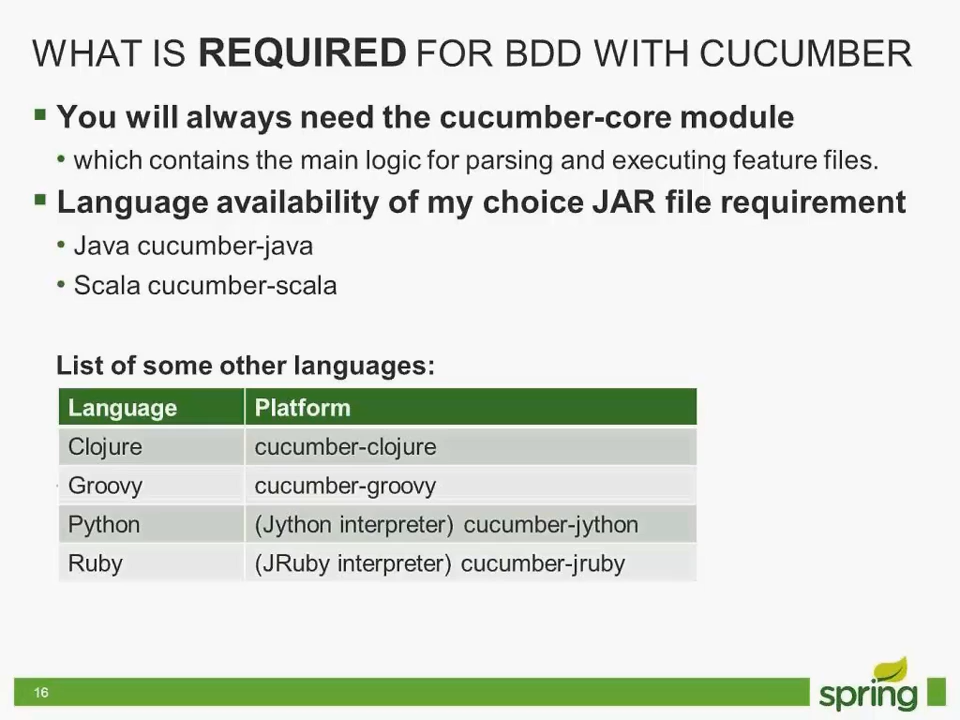 WHAT IS REQUIRED FOR BDD WITH CUCUMBER
You will always need the cucumber-core module
which contains the main logic for parsing and executing feature files.
Language availability of my choice JAR file requirement
Java cucumber-java
Scala cucumber-scala
List of some other languages:
Language Platform
Clojure cucumber-clojure
Groovy cucumber-groovy
Python (Jython interpreter) cucumber-jython
Ruby (JRuby interpreter) cucumber-jruby
16
spring